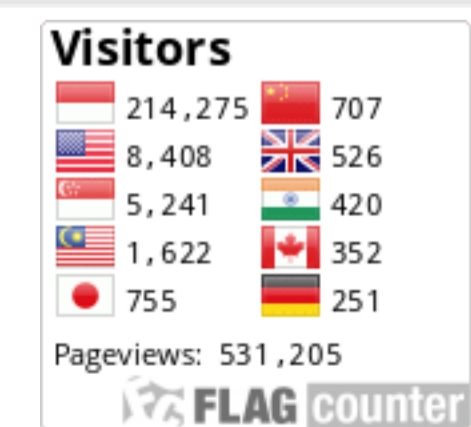 Visitors
214,275 707
8,408 526
5,241 420
1,622 352
755 251
Pageviews: 531,205
FLAG counter